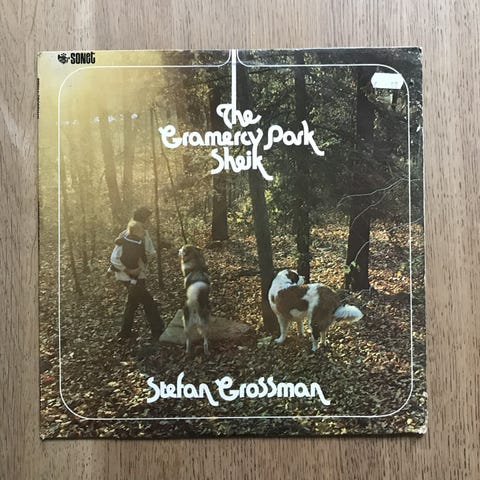 SONET
The
Gramercy Park
Sheik
Stefan Grossman